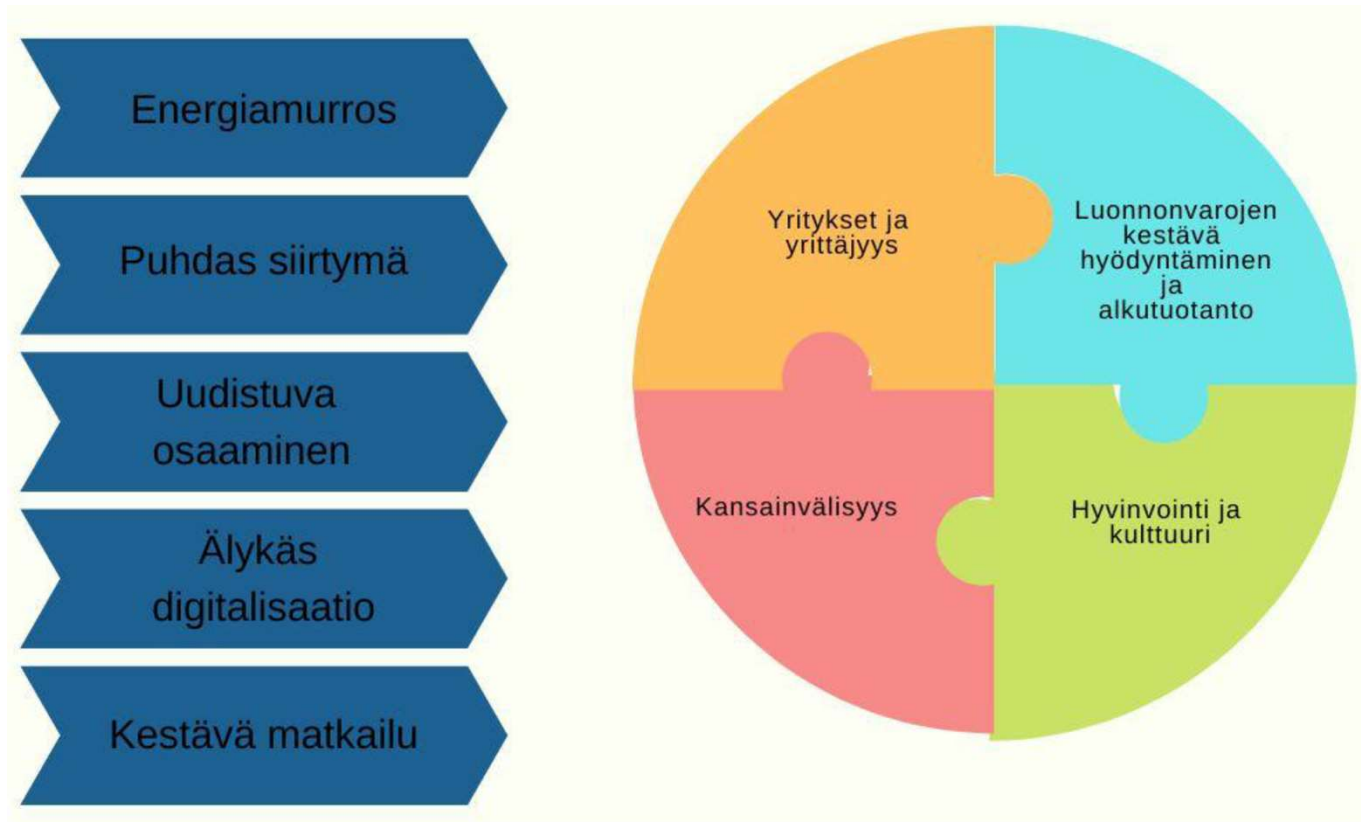 Energiamurros
Puhdas siirtymä
Uudistuva
osaaminen
Älykäs
digitalisaatio
Kestävä matkailu
Yritykset ja
yrittäjyys
Luonnonvarojen
kestävä
hyödyntäminen
ja
alkutuotanto
Kansainvälisyys
Hyvinvointi ja
kulttuuri